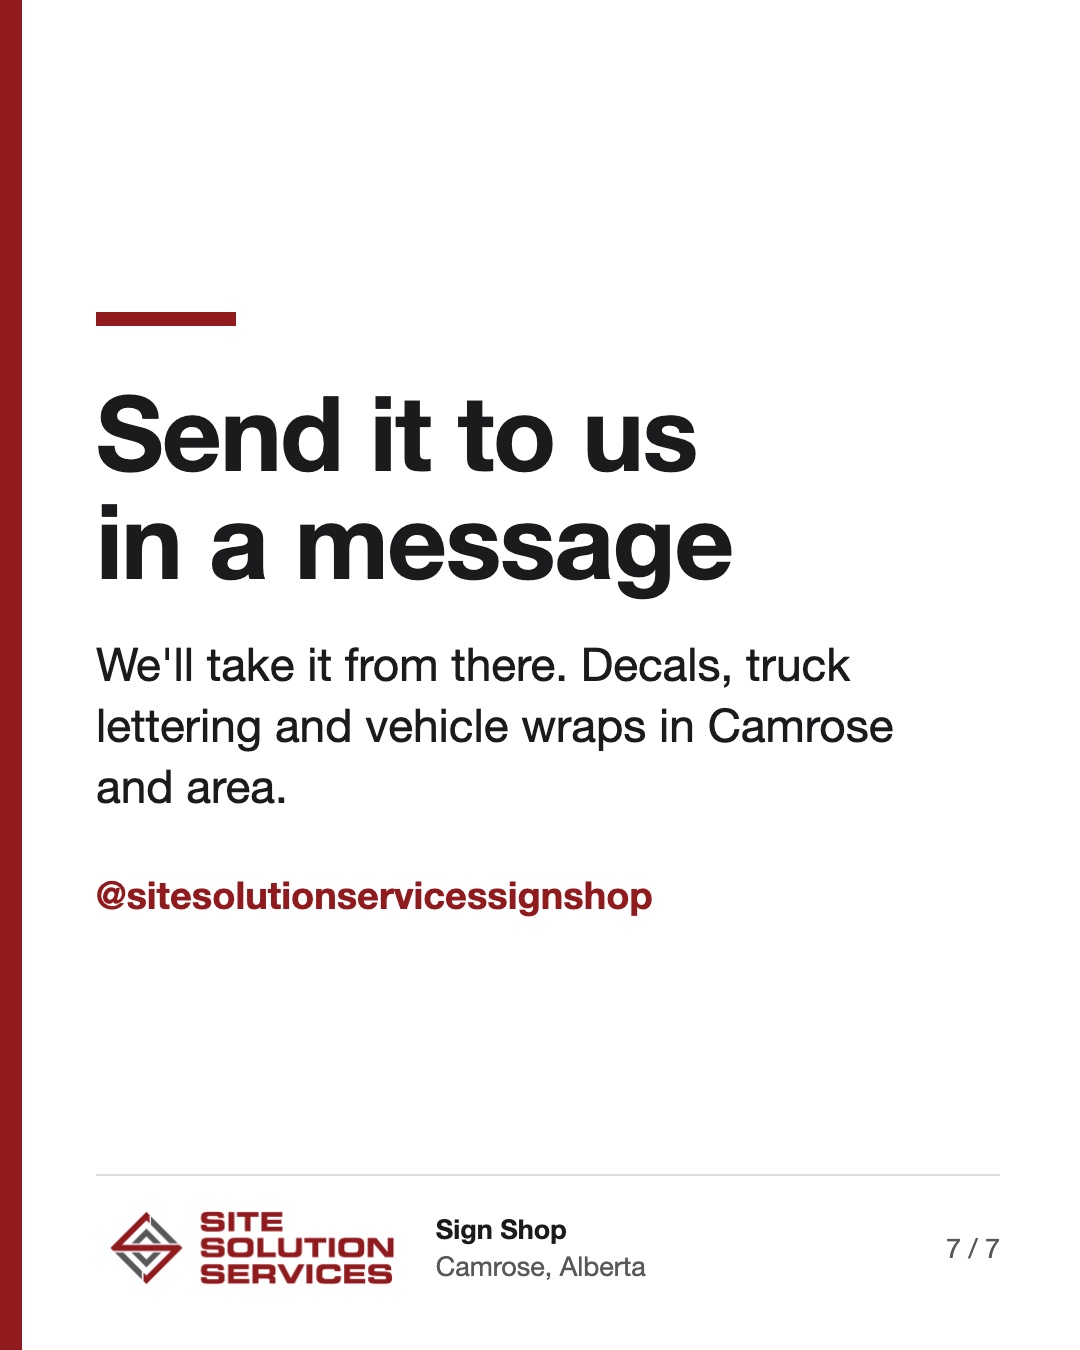 Send it to us
in a message
We'll take it from there. Decals, truck
lettering and vehicle wraps in Camrose
and area.
@sitesolutionservicessignshop
SITE
SOLUTION
SERVICES
Sign Shop
Camrose, Alberta
7 / 7